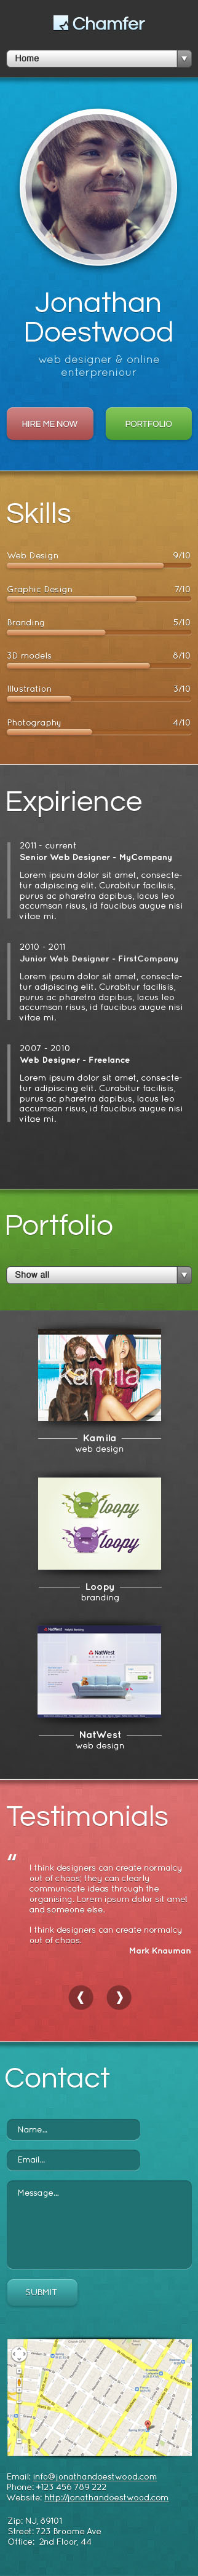 Chamfer
Home
Jonathan
Doestwood
web designer & online
enterpreniour
HIRE ME NOW
PORTFOLIO
Skills
Web Design 9/10
Graphic Design 7/10
Branding 5/10
3D models 8/10
Illustration 3/10
Photography 4/10
Expirience
2011 - current
Senior Web Designer - MyCompany
Lorem ipsum dolor sit amet, consecte-
tur adipiscing elit. Curabitur facilisis,
purus ac pharetra dapibus, lacus leo
accumsan risus, id faucibus augue nisi
vitae mi.
2010 - 2011
Junior Web Designer - FirstCompany
Lorem ipsum dolor sit amet, consecte-
tur adipiscing elit. Curabitur facilisis,
purus ac pharetra dapibus, lacus leo
accumsan risus, id faucibus augue nisi
vitae mi.
2007 - 2010
Web Designer - Freelance
Lorem ipsum dolor sit amet, consecte-
tur adipiscing elit. Curabitur facilisis,
purus ac pharetra dapibus, lacus leo
accumsan risus, id faucibus augue nisi
vitae mi.
Portfolio
Show all
kamila
Kamila
web design
loopy
loopy
Loopy
branding
NatWest
NatWest
web design
Testimonials
“
I think designers can create normalcy
out of chaos; they can clearly
communicate ideas through the
organising. Lorem ipsum dolor sit amet
and someone else.
I think designers can create normalcy
out of chaos.
Mark Knauman
Contact
Name...
Email...
Message...
SUBMIT
Email: info@jonathandoestwood.com
Phone: +123 456 789 222
Website: http://jonathandoestwood.com
Zip: NJ, 89101
Street: 723 Broome Ave
Office: 2nd Floor, 44